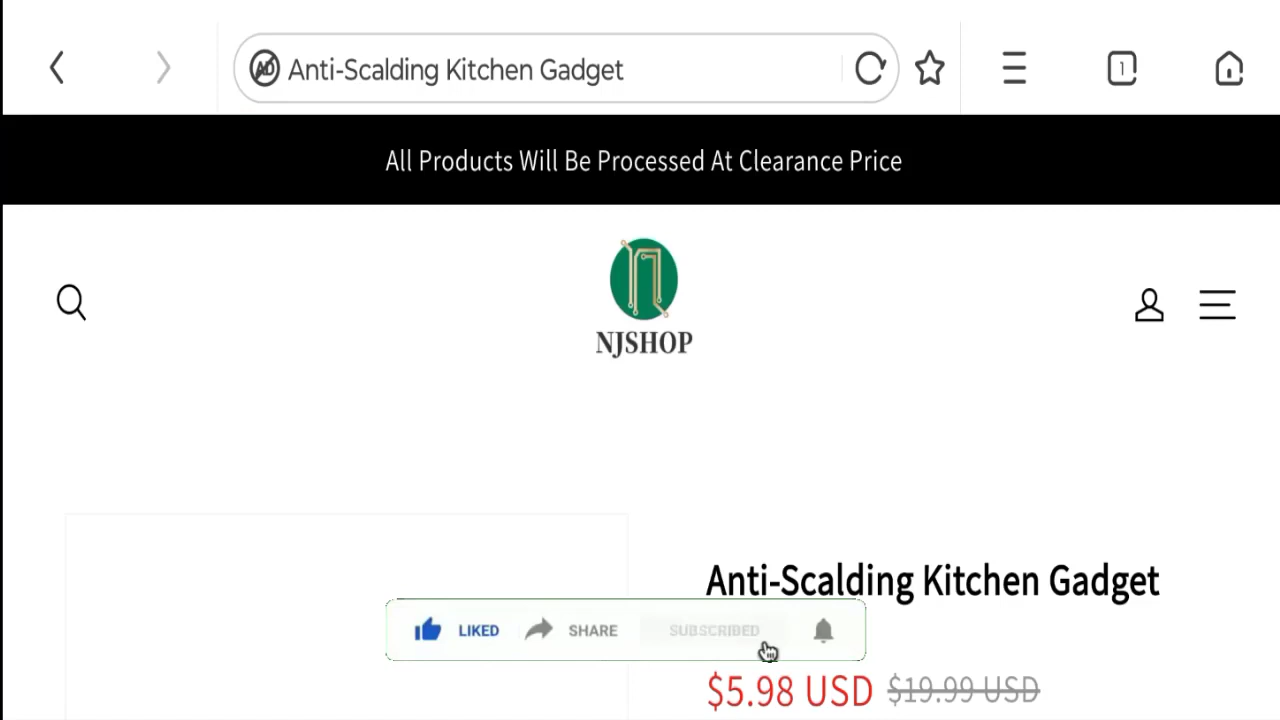 Anti-Scalding Kitchen Gadget
1
All Products Will Be Processed At Clearance Price
NJSHOP
Anti-Scalding Kitchen Gadget
LIKED SHARE SUBSCRIBED
$5.98 USD $19.99 USD